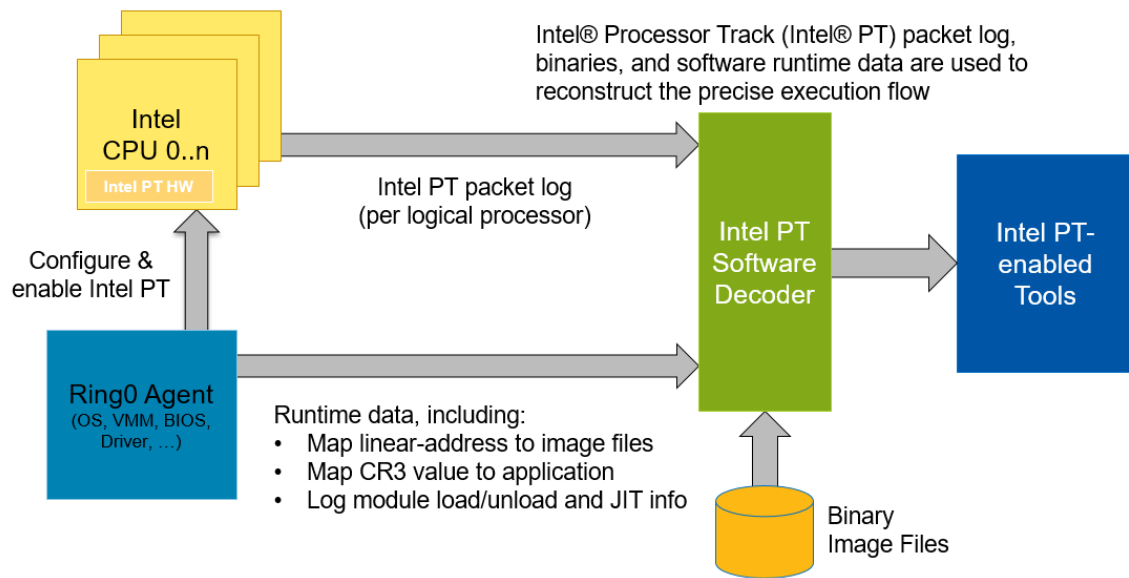 Intel® Processor Track (Intel® PT) packet log,
binaries, and software runtime data are used to
reconstruct the precise execution flow
Intel
CPU 0..n
Intel PT HW
Intel PT packet log
(per logical processor)
Configure &
enable Intel PT
Intel PT
Software
Decoder
Intel PT-
enabled
Tools
Ring0 Agent
(OS, VMM, BIOS,
Driver, …)
Runtime data, including:
• Map linear-address to image files
• Map CR3 value to application
• Log module load/unload and JIT info
Binary
Image Files